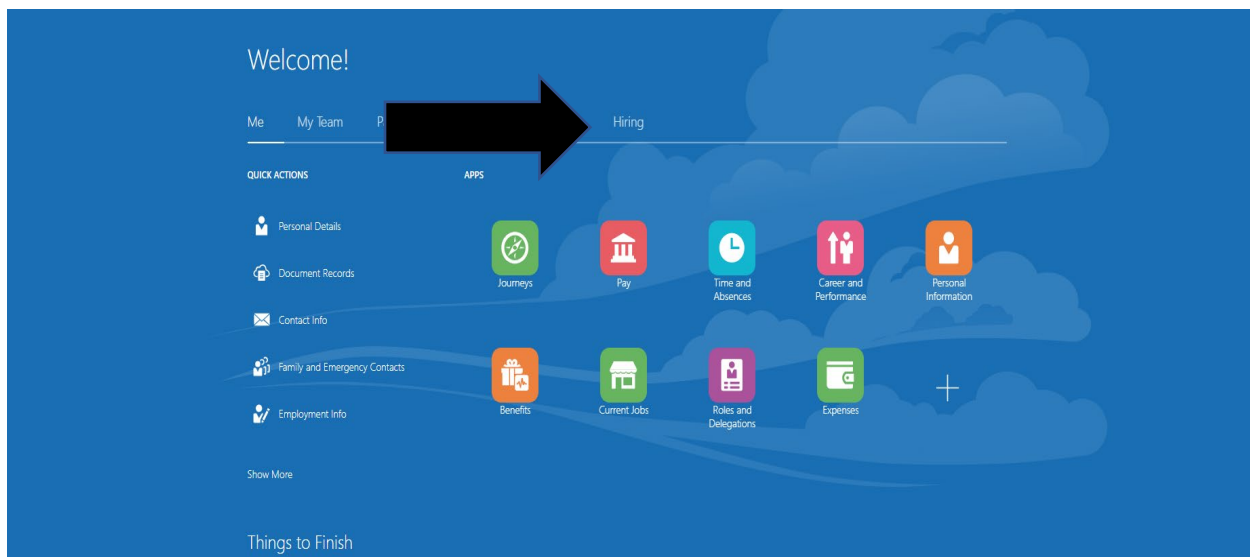 Welcome!
Me My Team Hiring
QUICK ACTIONS APPS
Personal Details
Document Records
Contact Info
Family and Emergency Contacts
Employment Info
Show More
Journeys Pay Time and Absences Career and Performance Personal Information
Benefits Current Jobs Roles and Delegations Expenses
Things to Finish